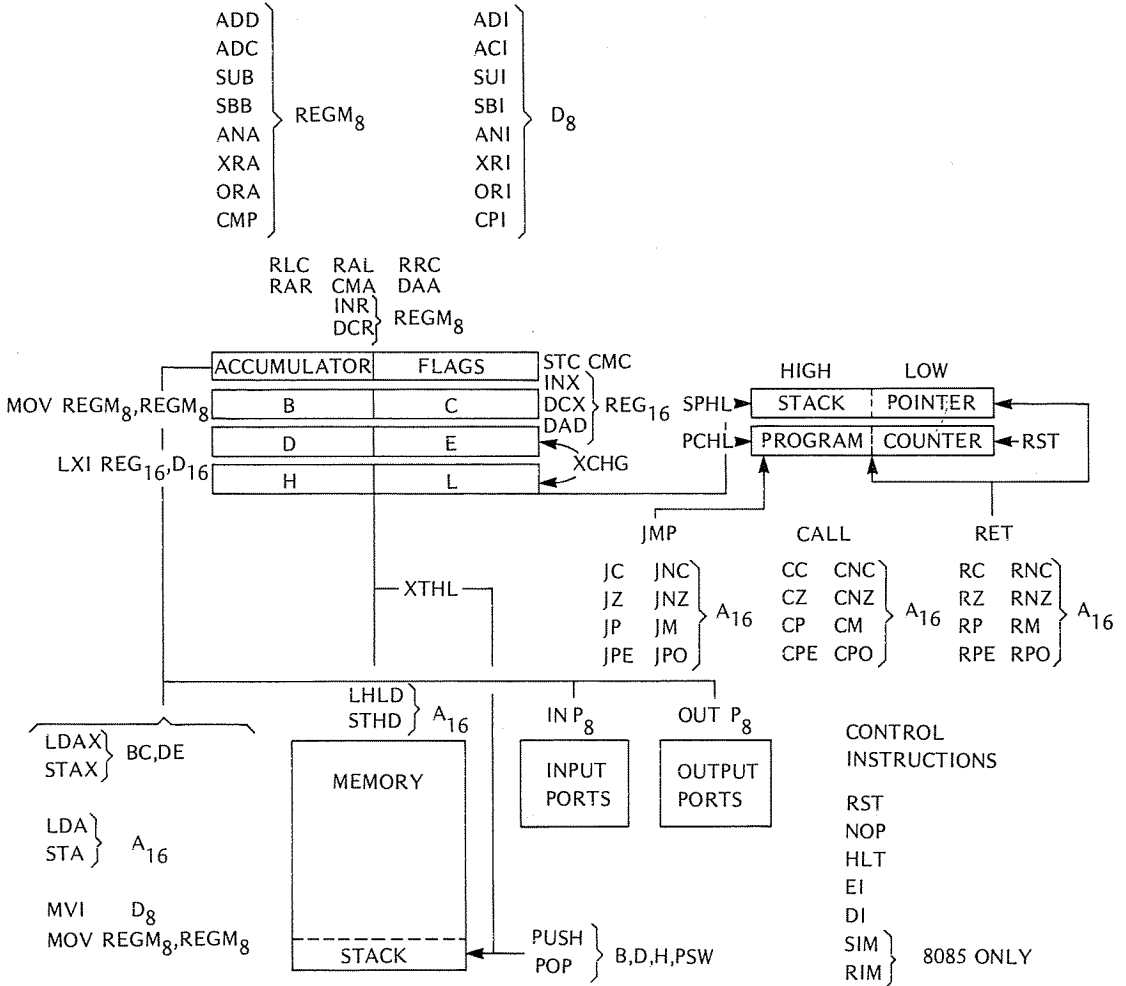 ADD
ADC
SUB
SBB
ANA
XRA
ORA
CMP
REGM8
ADI
ACI
SUI
SBI
ANI
XRI
ORI
CPI
D8
RLC RAL RRC
RAR CMA DAA
INR
DCR
REGM8
ACCUMULATOR FLAGS
STC CMC
MOV REGM8,REGM8
B C
INX
DCX
DAD
REG16
D E
LXI REG16,D16
H L
XCHG
HIGH LOW
SPHL STACK POINTER
PCHL PROGRAM COUNTER RST
JMP
JC JNC
JZ JNZ
JP JM
JPE JPO
A16
CALL
CC CNC
CZ CNZ
CP CM
CPE CPO
A16
RET
RC RNC
RZ RNZ
RP RM
RPE RPO
A16
XTHL
LHLD
STHD
A16
IN P8
OUT P8
LDAX
STAX
BC,DE
LDA
STA
A16
MVI D8
MOV REGM8,REGM8
MEMORY
STACK
INPUT
PORTS
OUTPUT
PORTS
PUSH
POP
B,D,H,PSW
CONTROL
INSTRUCTIONS
RST
NOP
HLT
EI
DI
SIM
RIM
8085 ONLY